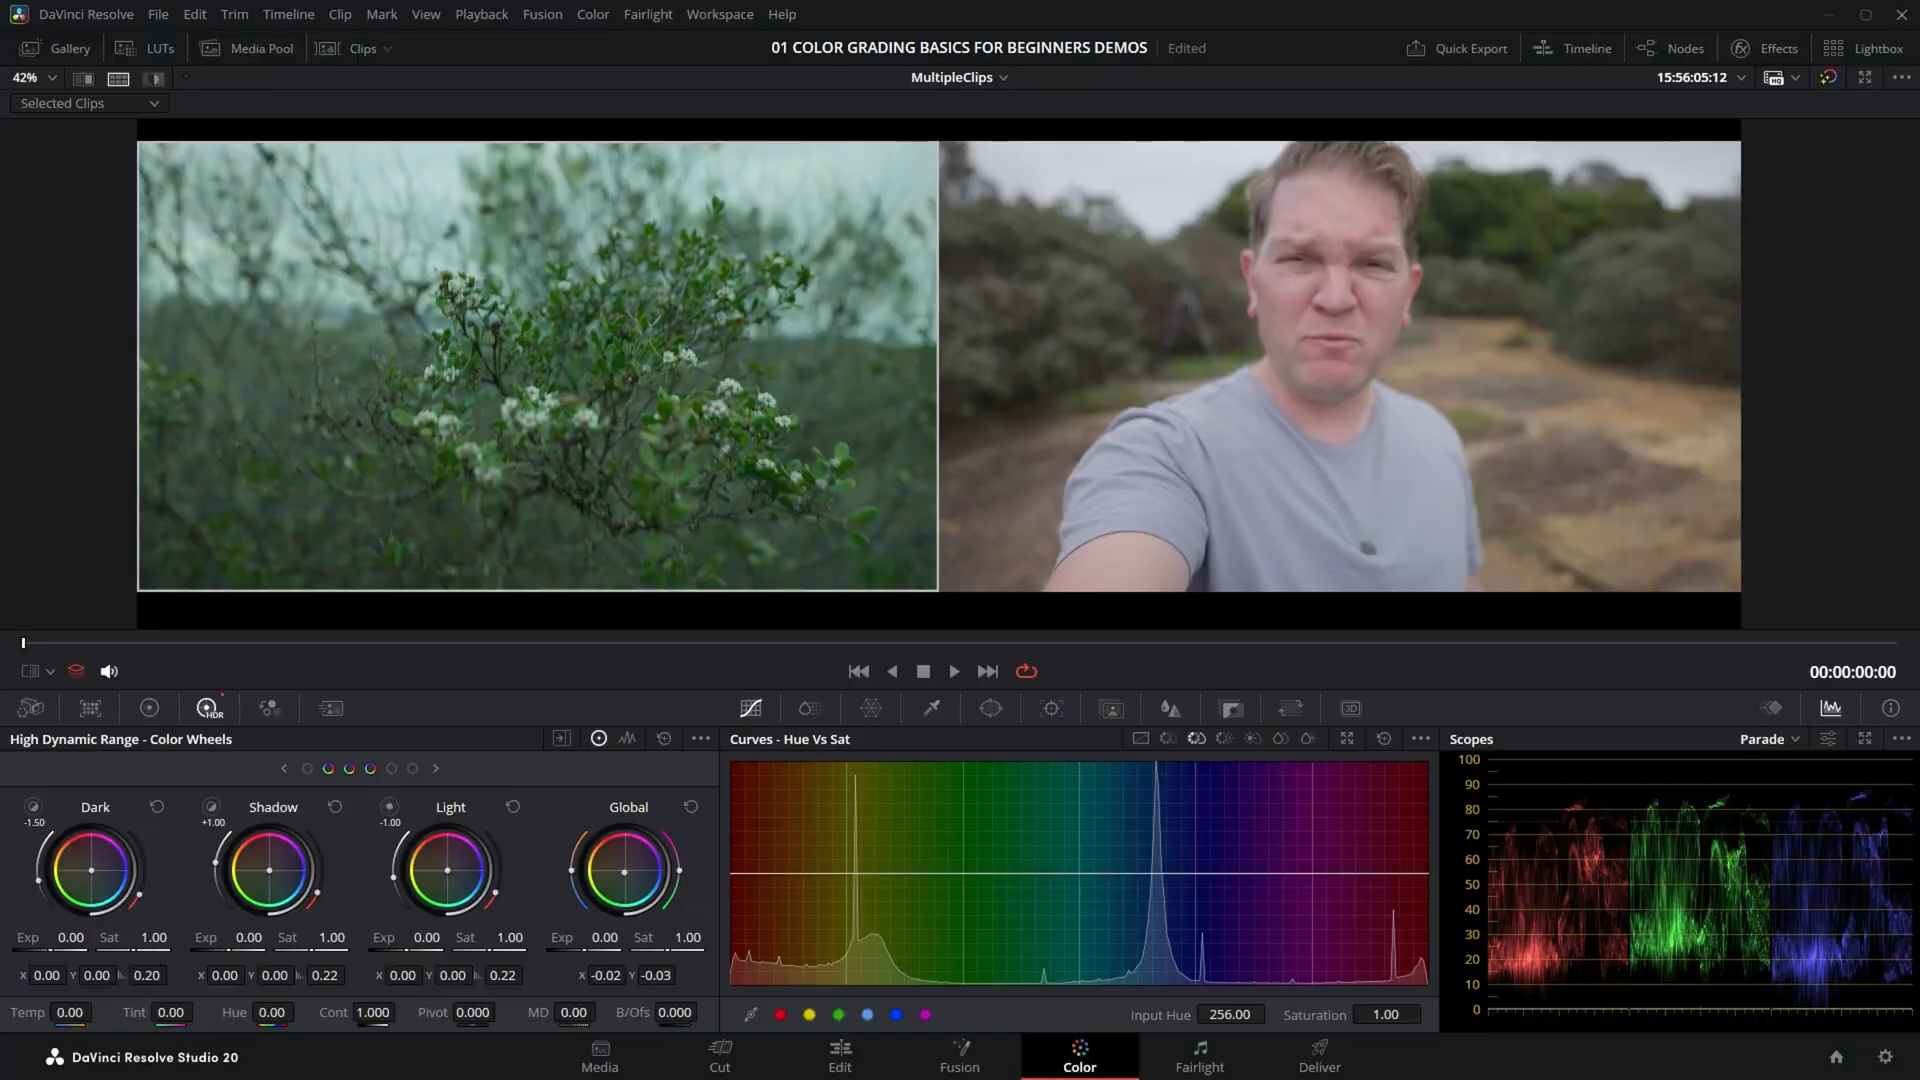 DaVinci Resolve File Edit Trim Timeline Clip Mark View Playback Fusion Color Fairlight Workspace Help
Gallery LUTs Media Pool Clips 01 COLOR GRADING BASICS FOR BEGINNERS DEMOS Edited Quick Export Timeline Nodes Effects Lightbox
42% MultipleClips 15:56:05:12
Selected Clips
00:00:00:00
HDR 3D
High Dynamic Range - Color Wheels Curves - Hue Vs Sat Scopes Parade
Dark Shadow Light Global
-1.50 +1.00 -1.00
Exp 0.00 Sat 1.00 Exp 0.00 Sat 1.00 Exp 0.00 Sat 1.00 Exp 0.00 Sat 1.00
X 0.00 Y 0.00 0.20 X 0.00 Y 0.00 0.22 X 0.00 Y 0.00 0.22 X -0.02 Y -0.03
Temp 0.00 Tint 0.00 Hue 0.00 Cont 1.000 Pivot 0.000 MD 0.00 B/Ofs 0.000
Input Hue 256.00 Saturation 1.00
100
90
80
70
60
50
40
30
20
10
0
DaVinci Resolve Studio 20 Media Cut Edit Fusion Color Fairlight Deliver